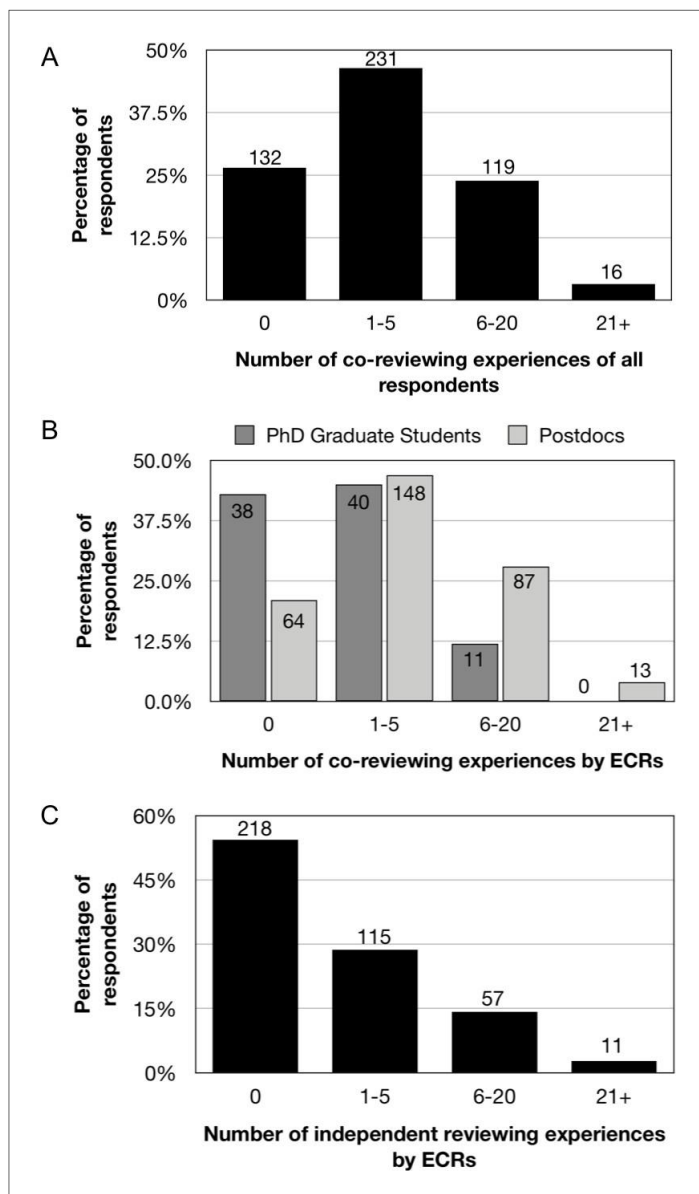 A
Percentage of
respondents
50%
37.5%
25%
12.5%
0%
132
231
119
16
0 1-5 6-20 21+
Number of co-reviewing experiences of all
respondents
B
PhD Graduate Students Postdocs
Percentage of
respondents
50.0%
37.5%
25.0%
12.5%
0.0%
38
64
40
148
11
87
0
13
0 1-5 6-20 21+
Number of co-reviewing experiences by ECRs
C
Percentage of
respondents
60%
45%
30%
15%
0%
218
115
57
11
0 1-5 6-20 21+
Number of independent reviewing experiences
by ECRs